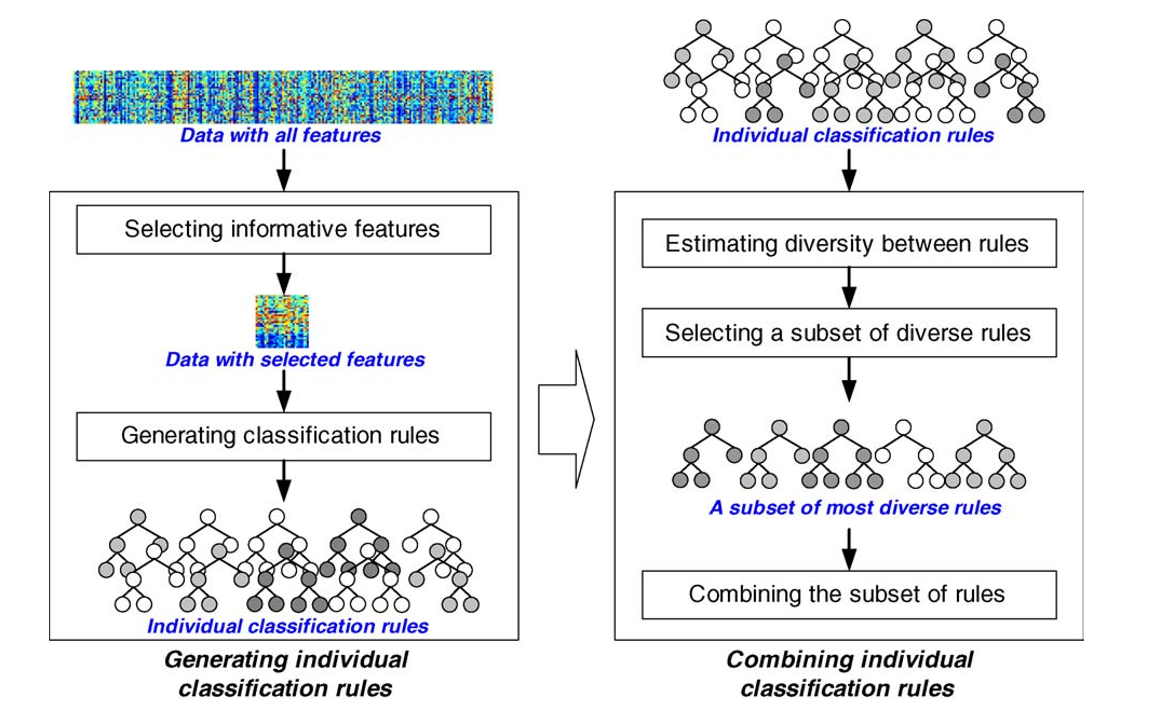 Data with all features
Selecting informative features
Data with selected features
Generating classification rules
Individual classification rules
Generating individual
classification rules
Individual classification rules
Estimating diversity between rules
Selecting a subset of diverse rules
A subset of most diverse rules
Combining the subset of rules
Combining individual
classification rules